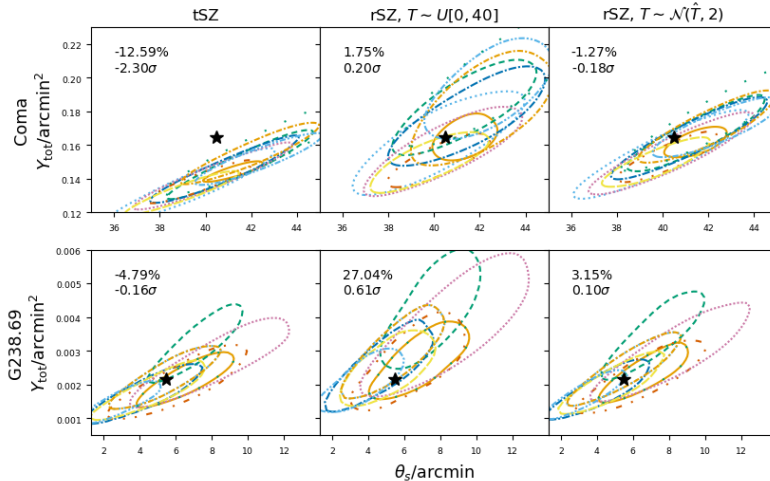 tSZ
rSZ, T ~ U[0, 40]
rSZ, T ~ 𝒩(T̂, 2)
Coma
Y_tot/arcmin²
0.22
0.20
0.18
0.16
0.14
0.12
-12.59%
-2.30σ
1.75%
0.20σ
-1.27%
-0.18σ
36 38 40 42 44
36 38 40 42 44
36 38 40 42 44
G238.69
Y_tot/arcmin²
0.006
0.005
0.004
0.003
0.002
0.001
-4.79%
-0.16σ
27.04%
0.61σ
3.15%
0.10σ
2 4 6 8 10 12
2 4 6 8 10 12
2 4 6 8 10 12
θ_s/arcmin